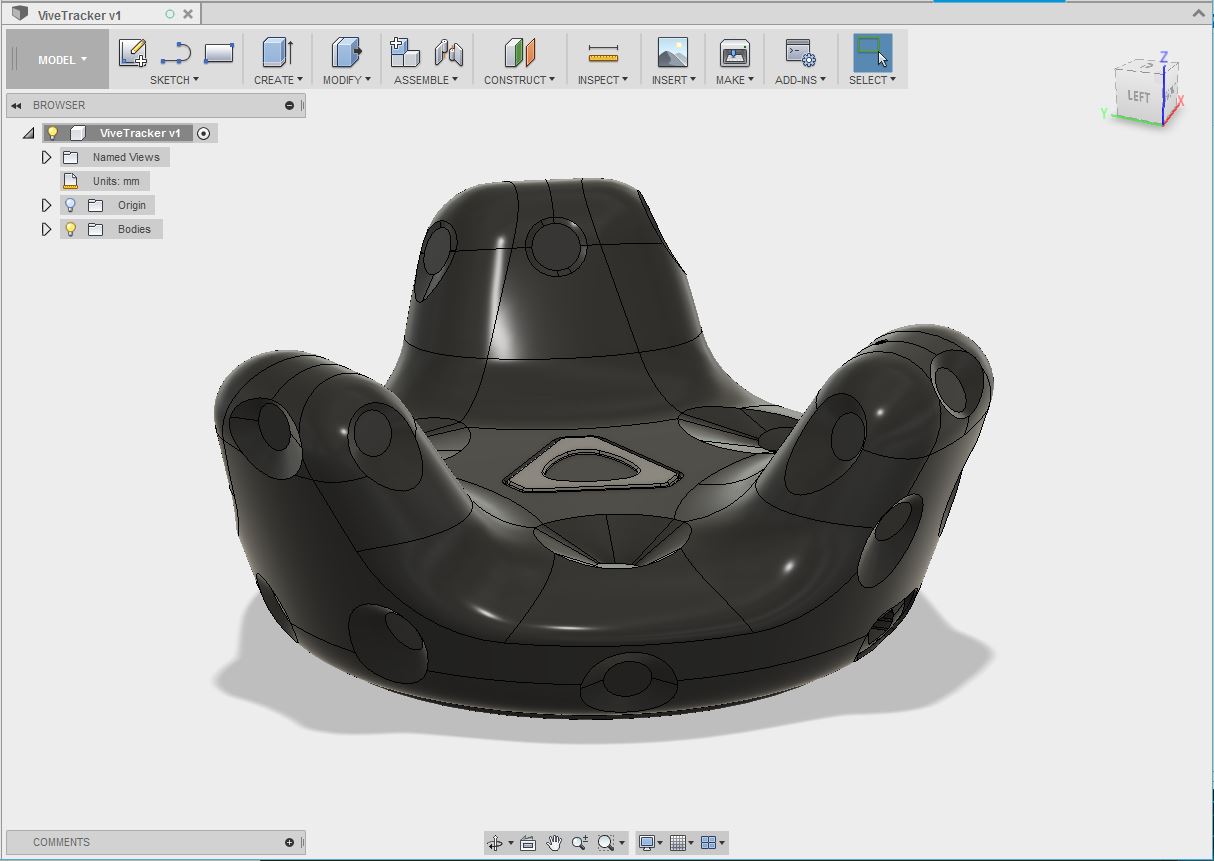 ViveTracker v1
MODEL
SKETCH
CREATE
MODIFY
ASSEMBLE
CONSTRUCT
INSPECT
INSERT
MAKE
ADD-INS
SELECT
BROWSER
ViveTracker v1
Named Views
Units: mm
Origin
Bodies
Z
LEFT
X
Y
COMMENTS